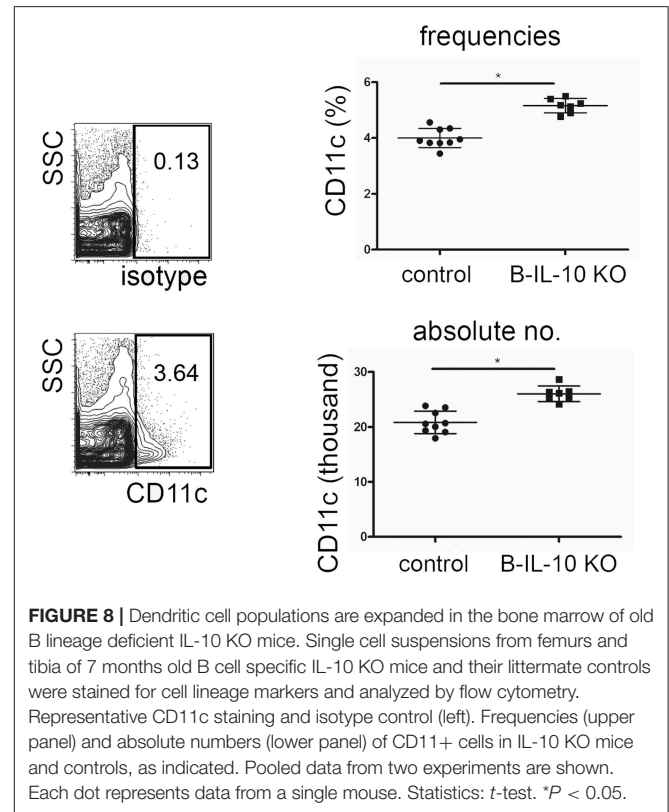 SSC
0.13
isotype
SSC
3.64
CD11c
frequencies
*
CD11c (%)
6
4
2
0
control B-IL-10 KO
absolute no.
*
CD11c (thousand)
30
20
10
0
control B-IL-10 KO
FIGURE 8 | Dendritic cell populations are expanded in the bone marrow of old
B lineage deficient IL-10 KO mice. Single cell suspensions from femurs and
tibia of 7 months old B cell specific IL-10 KO mice and their littermate controls
were stained for cell lineage markers and analyzed by flow cytometry.
Representative CD11c staining and isotype control (left). Frequencies (upper
panel) and absolute numbers (lower panel) of CD11+ cells in IL-10 KO mice
and controls, as indicated. Pooled data from two experiments are shown.
Each dot represents data from a single mouse. Statistics: t-test. *P < 0.05.